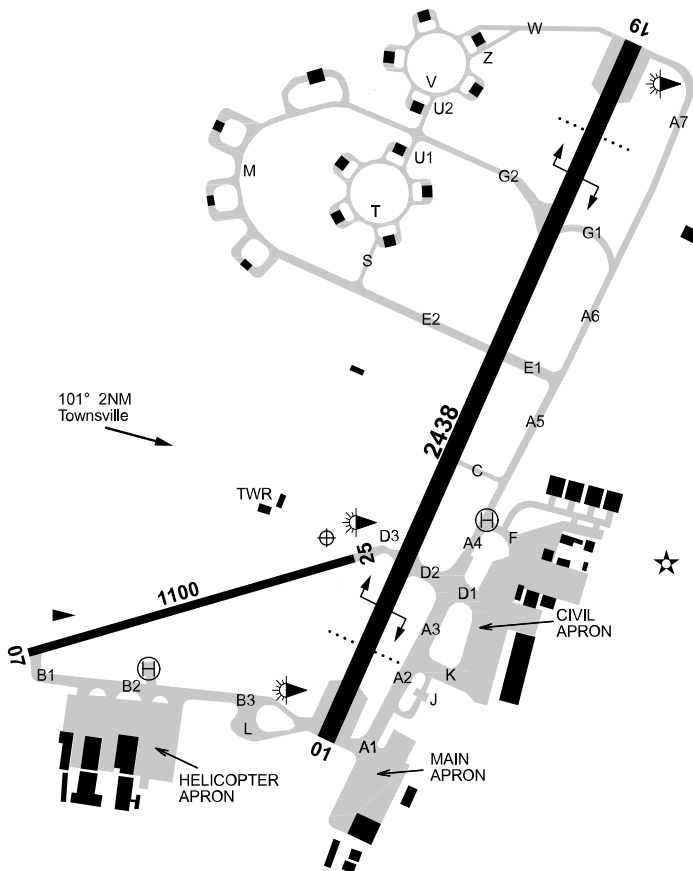 19
W
Z
V
U2
A7
U1
M
G2
T
G1
S
A6
E2
E1
101° 2NM
Townsville
2438
A5
C
TWR
H
D3
A4
F
25
D2
1100
D1
CIVIL
APRON
A3
07
H
K
B1
B2
A2
B3
J
L
01
A1
MAIN
APRON
HELICOPTER
APRON